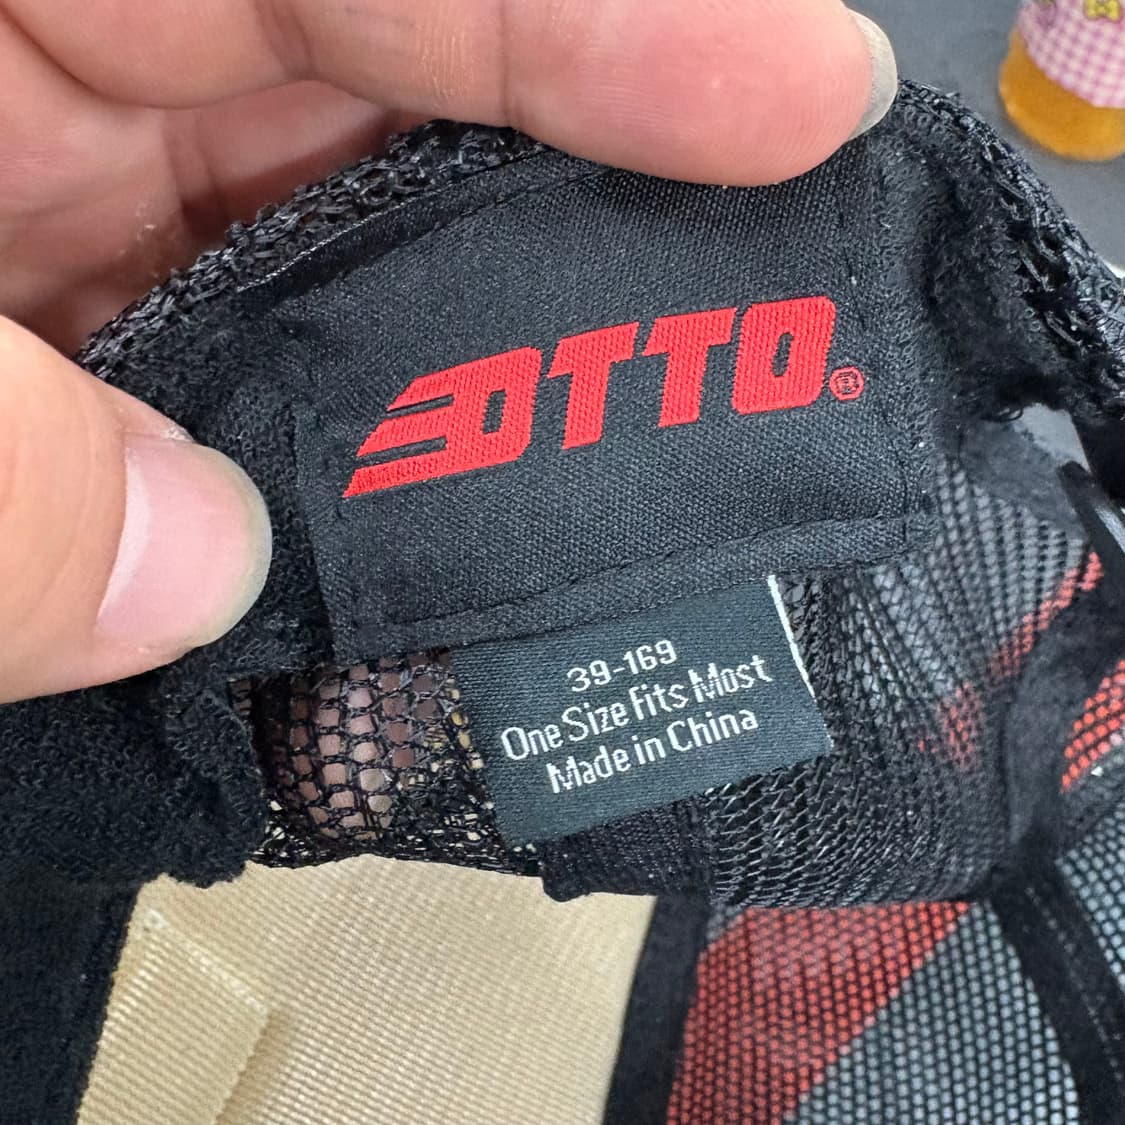 OTTO®
39-169
One Size Fits Most
Made in China